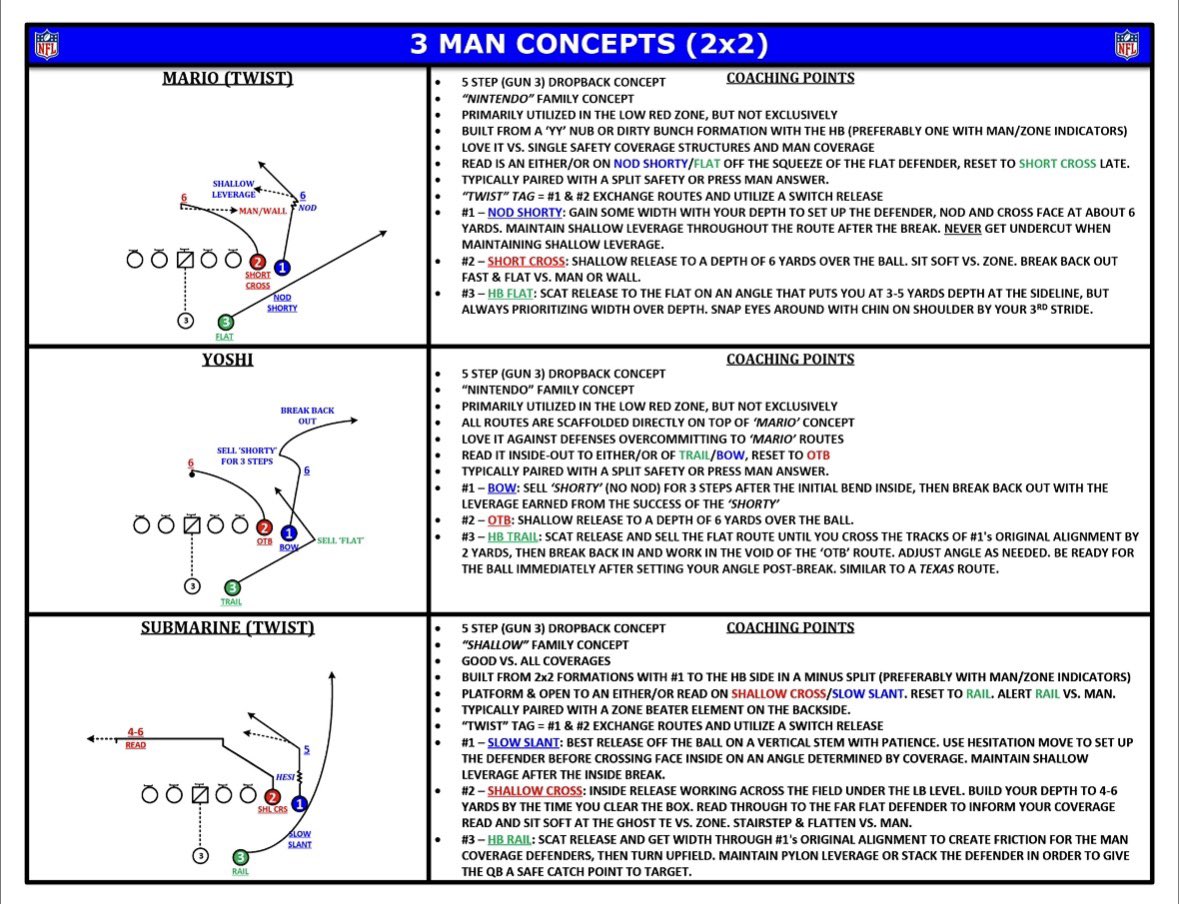 NFL
3 MAN CONCEPTS (2x2)
NFL
MARIO (TWIST)
6
SHALLOW
LEVERAGE
MAN/WALL
6
NOD
2
1
SHORT
CROSS
NOD
SHORTY
3
3
FLAT
COACHING POINTS
• 5 STEP (GUN 3) DROPBACK CONCEPT
• “NINTENDO” FAMILY CONCEPT
• PRIMARILY UTILIZED IN THE LOW RED ZONE, BUT NOT EXCLUSIVELY
• BUILT FROM A ‘YY’ NUB OR DIRTY BUNCH FORMATION WITH THE HB (PREFERABLY ONE WITH MAN/ZONE INDICATORS)
• LOVE IT VS. SINGLE SAFETY COVERAGE STRUCTURES AND MAN COVERAGE
• READ IS AN EITHER/OR ON NOD SHORTY/FLAT OFF THE SQUEEZE OF THE FLAT DEFENDER, RESET TO SHORT CROSS LATE.
• TYPICALLY PAIRED WITH A SPLIT SAFETY OR PRESS MAN ANSWER.
• “TWIST” TAG = #1 & #2 EXCHANGE ROUTES AND UTILIZE A SWITCH RELEASE
• #1 – NOD SHORTY: GAIN SOME WIDTH WITH YOUR DEPTH TO SET UP THE DEFENDER, NOD AND CROSS FACE AT ABOUT 6
YARDS. MAINTAIN SHALLOW LEVERAGE THROUGHOUT THE ROUTE AFTER THE BREAK. NEVER GET UNDERCUT WHEN
MAINTAINING SHALLOW LEVERAGE.
• #2 – SHORT CROSS: SHALLOW RELEASE TO A DEPTH OF 6 YARDS OVER THE BALL. SIT SOFT VS. ZONE. BREAK BACK OUT
FAST & FLAT VS. MAN OR WALL.
• #3 – HB FLAT: SCAT RELEASE TO THE FLAT ON AN ANGLE THAT PUTS YOU AT 3-5 YARDS DEPTH AT THE SIDELINE, BUT
ALWAYS PRIORITIZING WIDTH OVER DEPTH. SNAP EYES AROUND WITH CHIN ON SHOULDER BY YOUR 3RD STRIDE.
YOSHI
BREAK BACK
OUT
SELL ‘SHORTY’
FOR 3 STEPS
6
6
2
1
OTB
BOW
SELL ‘FLAT’
3
3
TRAIL
COACHING POINTS
• 5 STEP (GUN 3) DROPBACK CONCEPT
• “NINTENDO” FAMILY CONCEPT
• PRIMARILY UTILIZED IN THE LOW RED ZONE, BUT NOT EXCLUSIVELY
• ALL ROUTES ARE SCAFFOLDED DIRECTLY ON TOP OF ‘MARIO’ CONCEPT
• LOVE IT AGAINST DEFENSES OVERCOMMITTING TO ‘MARIO’ ROUTES
• READ IT INSIDE-OUT TO EITHER/OR OF TRAIL/BOW, RESET TO OTB
• TYPICALLY PAIRED WITH A SPLIT SAFETY OR PRESS MAN ANSWER.
• #1 – BOW: SELL ‘SHORTY’ (NO NOD) FOR 3 STEPS AFTER THE INITIAL BEND INSIDE, THEN BREAK BACK OUT WITH THE
LEVERAGE EARNED FROM THE SUCCESS OF THE ‘SHORTY’
• #2 – OTB: SHALLOW RELEASE TO A DEPTH OF 6 YARDS OVER THE BALL.
• #3 – HB TRAIL: SCAT RELEASE AND SELL THE FLAT ROUTE UNTIL YOU CROSS THE TRACKS OF #1's ORIGINAL ALIGNMENT BY
2 YARDS, THEN BREAK BACK IN AND WORK IN THE VOID OF THE ‘OTB’ ROUTE. ADJUST ANGLE AS NEEDED. BE READY FOR
THE BALL IMMEDIATELY AFTER SETTING YOUR ANGLE POST-BREAK. SIMILAR TO A TEXAS ROUTE.
SUBMARINE (TWIST)
4-6
READ
5
HESI
2
1
SHL CRS
SLOW
SLANT
3
3
RAIL
COACHING POINTS
• 5 STEP (GUN 3) DROPBACK CONCEPT
• “SHALLOW” FAMILY CONCEPT
• GOOD VS. ALL COVERAGES
• BUILT FROM 2x2 FORMATIONS WITH #1 TO THE HB SIDE IN A MINUS SPLIT (PREFERABLY WITH MAN/ZONE INDICATORS)
• PLATFORM & OPEN TO AN EITHER/OR READ ON SHALLOW CROSS/SLOW SLANT. RESET TO RAIL. ALERT RAIL VS. MAN.
• TYPICALLY PAIRED WITH A ZONE BEATER ELEMENT ON THE BACKSIDE.
• “TWIST” TAG = #1 & #2 EXCHANGE ROUTES AND UTILIZE A SWITCH RELEASE
• #1 – SLOW SLANT: BEST RELEASE OFF THE BALL ON A VERTICAL STEM WITH PATIENCE. USE HESITATION MOVE TO SET UP
THE DEFENDER BEFORE CROSSING FACE INSIDE ON AN ANGLE DETERMINED BY COVERAGE. MAINTAIN SHALLOW
LEVERAGE AFTER THE INSIDE BREAK.
• #2 – SHALLOW CROSS: INSIDE RELEASE WORKING ACROSS THE FIELD UNDER THE LB LEVEL. BUILD YOUR DEPTH TO 4-6
YARDS BY THE TIME YOU CLEAR THE BOX. READ THROUGH TO THE FAR FLAT DEFENDER TO INFORM YOUR COVERAGE
READ AND SIT SOFT AT THE GHOST TE VS. ZONE. STAIRSTEP & FLATTEN VS. MAN.
• #3 – HB RAIL: SCAT RELEASE AND GET WIDTH THROUGH #1's ORIGINAL ALIGNMENT TO CREATE FRICTION FOR THE MAN
COVERAGE DEFENDERS, THEN TURN UPFIELD. MAINTAIN PYLON LEVERAGE OR STACK THE DEFENDER IN ORDER TO GIVE
THE QB A SAFE CATCH POINT TO TARGET.